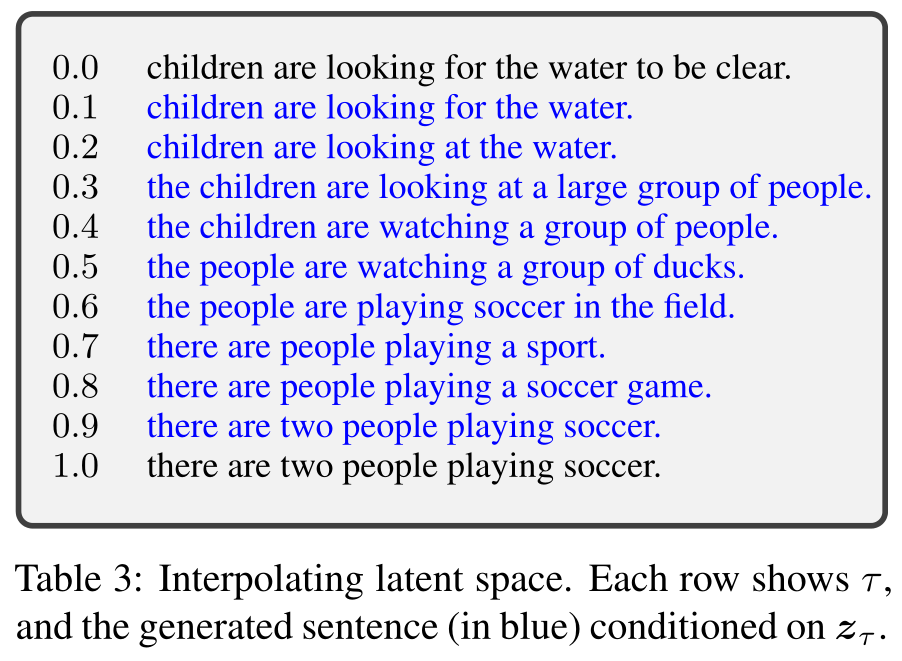 0.0 children are looking for the water to be clear.
0.1 children are looking for the water.
0.2 children are looking at the water.
0.3 the children are looking at a large group of people.
0.4 the children are watching a group of people.
0.5 the people are watching a group of ducks.
0.6 the people are playing soccer in the field.
0.7 there are people playing a sport.
0.8 there are people playing a soccer game.
0.9 there are two people playing soccer.
1.0 there are two people playing soccer.
Table 3: Interpolating latent space. Each row shows τ,
and the generated sentence (in blue) conditioned on z_τ.